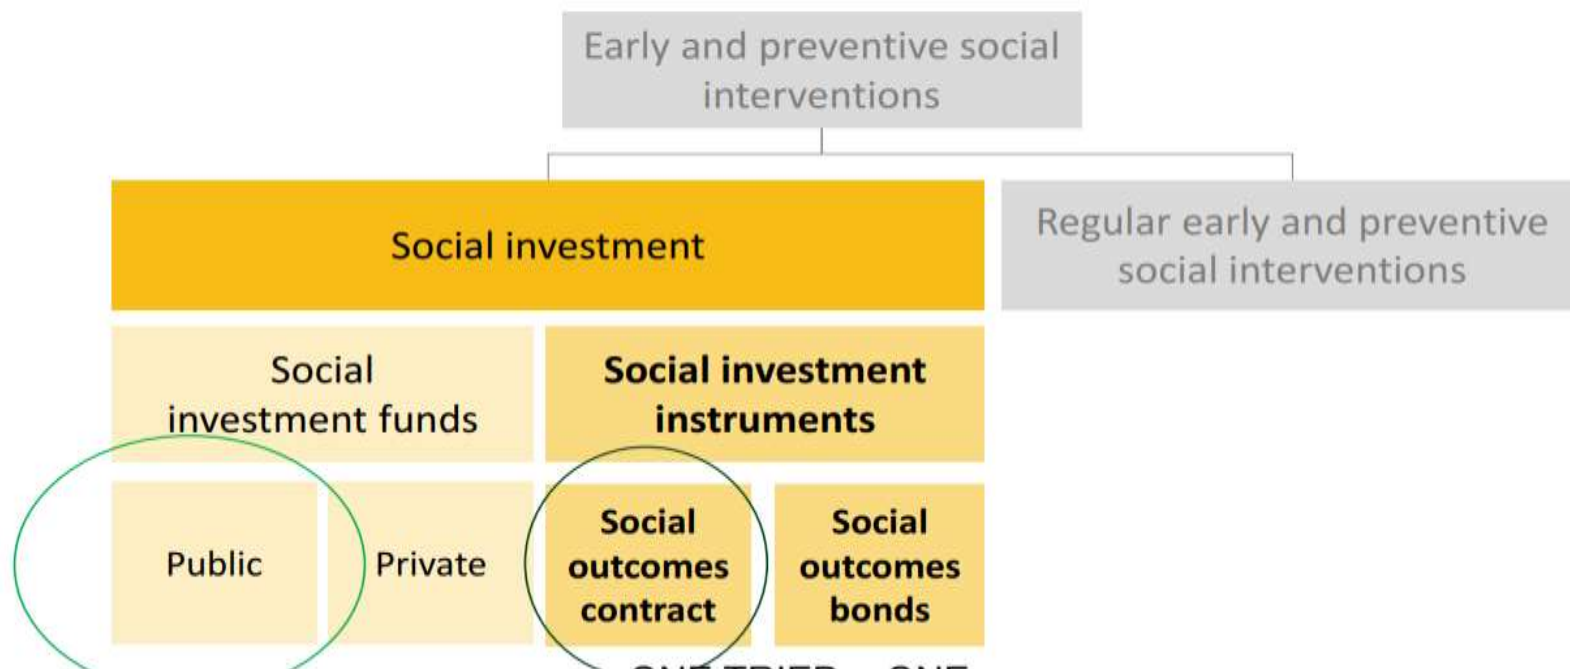 Early and preventive social
interventions
Social investment
Regular early and preventive
social interventions
Social
investment funds
Social investment
instruments
Public
Private
Social
outcomes
contract
Social
outcomes
bonds